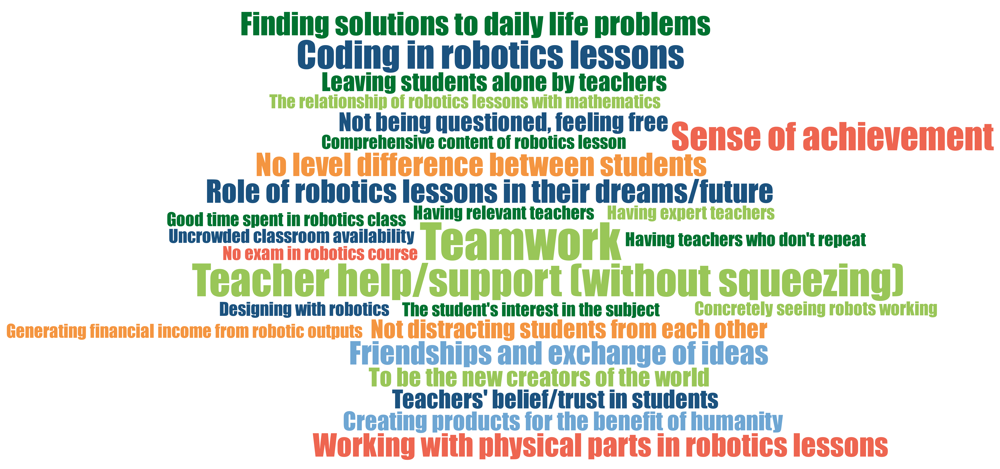 Finding solutions to daily life problems
Coding in robotics lessons
Leaving students alone by teachers
The relationship of robotics lessons with mathematics
Not being questioned, feeling free
Sense of achievement
Comprehensive content of robotics lesson
No level difference between students
Role of robotics lessons in their dreams/future
Good time spent in robotics class
Having relevant teachers
Having expert teachers
Uncrowded classroom availability
Teamwork
Having teachers who don't repeat
No exam in robotics course
Teacher help/support (without squeezing)
Designing with robotics
The student's interest in the subject
Concretely seeing robots working
Generating financial income from robotic outputs
Not distracting students from each other
Friendships and exchange of ideas
To be the new creators of the world
Teachers' belief/trust in students
Creating products for the benefit of humanity
Working with physical parts in robotics lessons